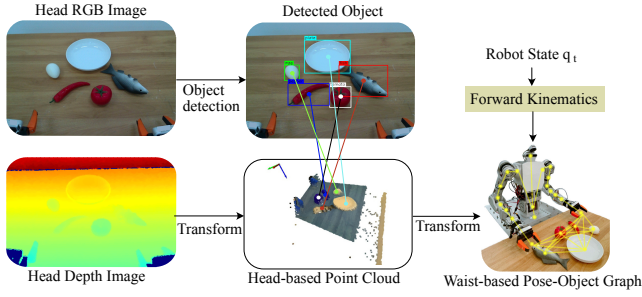 Head RGB Image
Detected Object
Object
detection
Robot State q t
Forward Kinematics
Transform
Transform
Head Depth Image
Head-based Point Cloud
Waist-based Pose-Object Graph